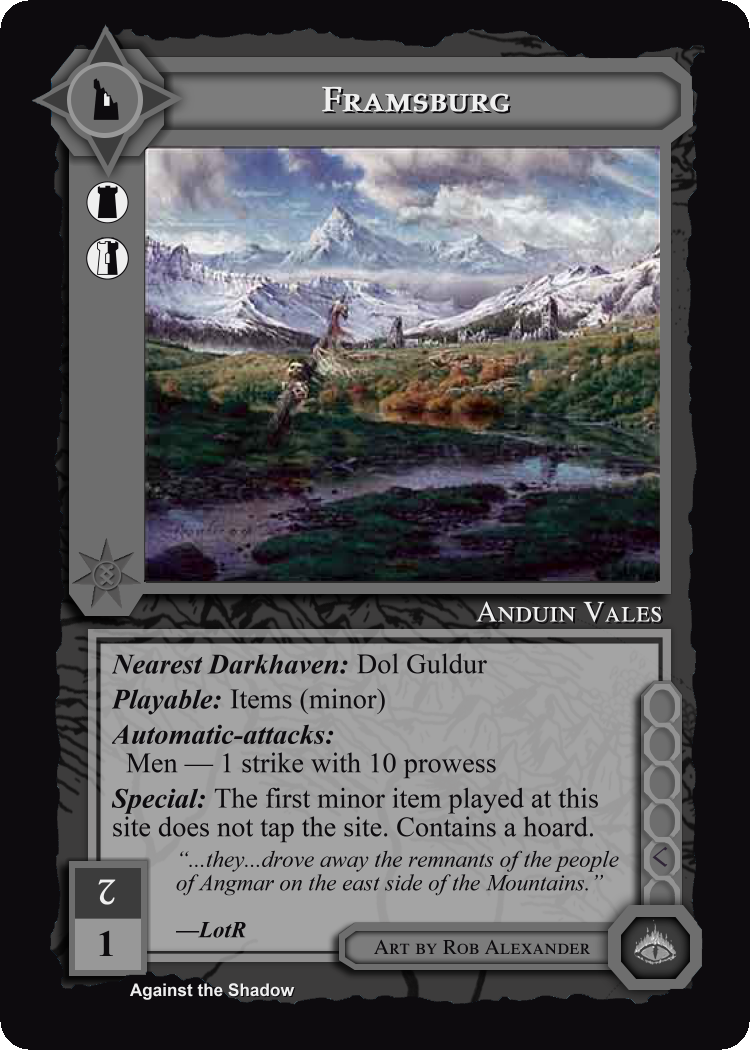 Framsburg
Anduin Vales
Nearest Darkhaven: Dol Guldur
Playable: Items (minor)
Automatic-attacks:
Men — 1 strike with 10 prowess
Special: The first minor item played at this
site does not tap the site. Contains a hoard.
“...they...drove away the remnants of the people
of Angmar on the east side of the Mountains.”
—LotR
2
1
Art by Rob Alexander
Against the Shadow